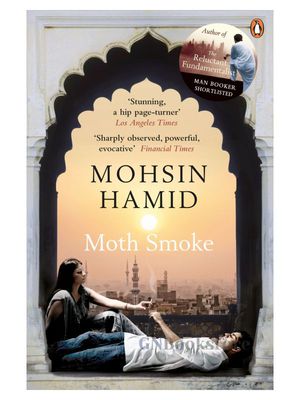 Author of
The
Reluctant
Fundamentalist
MAN BOOKER
SHORTLISTED
‘Stunning,
a hip page-turner’
Los Angeles Times
‘Sharply observed, powerful,
evocative’ Financial Times
MOHSIN
HAMID
Moth Smoke